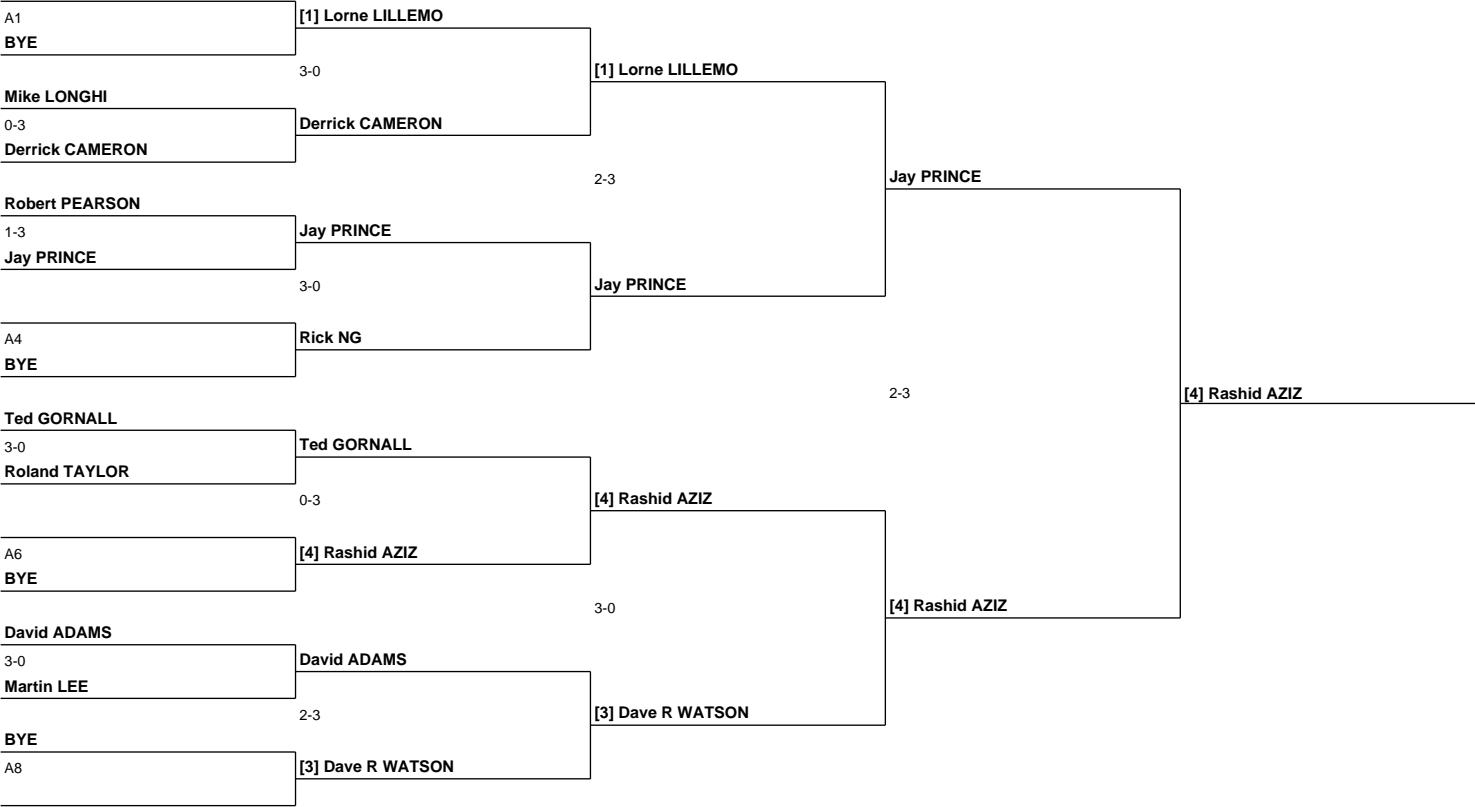 A1
BYE
Mike LONGHI
0-3
Derrick CAMERON
Robert PEARSON
1-3
Jay PRINCE
A4
BYE
Ted GORNALL
3-0
Roland TAYLOR
A6
BYE
David ADAMS
3-0
Martin LEE
BYE
A8
[1] Lorne LILLEMO
3-0
Derrick CAMERON
Jay PRINCE
3-0
Rick NG
Ted GORNALL
0-3
[4] Rashid AZIZ
David ADAMS
2-3
[3] Dave R WATSON
[1] Lorne LILLEMO
2-3
Jay PRINCE
[4] Rashid AZIZ
3-0
[3] Dave R WATSON
Jay PRINCE
2-3
[4] Rashid AZIZ
[4] Rashid AZIZ